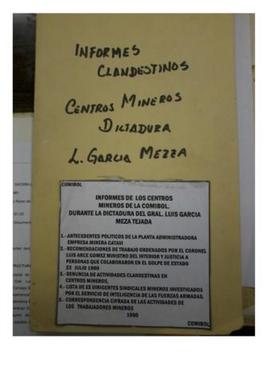 INFORMES
CLANDESTINOS
CENTROS MINEROS
DICTADURA
L. GARCIA MEZZA
COMIBOL
INFORMES DE LOS CENTROS
MINEROS DE LA COMIBOL.
DURANTE LA DICTADURA DEL GRAL. LUIS GARCIA
MEZA TEJADA
1.- ANTECEDENTES POLITICOS DE LA PLANTA ADMINISTRADORA
EMPRESA MINERA CATAVI
2.- RECOMENDACIONES DE TRABAJO ORDENADOS POR EL CORONEL
LUIS ARCE GOMEZ MINISTRO DEL INTERIOR Y JUSTICIA A
PERSONAS QUE COLABORARON EN EL GOLPE DE ESTADO
22 JULIO 1980
3.- DENUNCIA DE ACTIVIDADES CLANDESTINAS EN
CENTROS MINEROS.
4.- LISTA DE EX DIRIGENTES SINDICALES MINEROS INVESTIGADOS
POR EL SERVICIO DE INTELIGENCIA DE LAS FUERZAS ARMADAS.
5.- CORRESPONDENCIA CIFRADA DE LAS ACTIVIDADES DE
LOS TRABAJADORES MINEROS
1980
COMIBOL